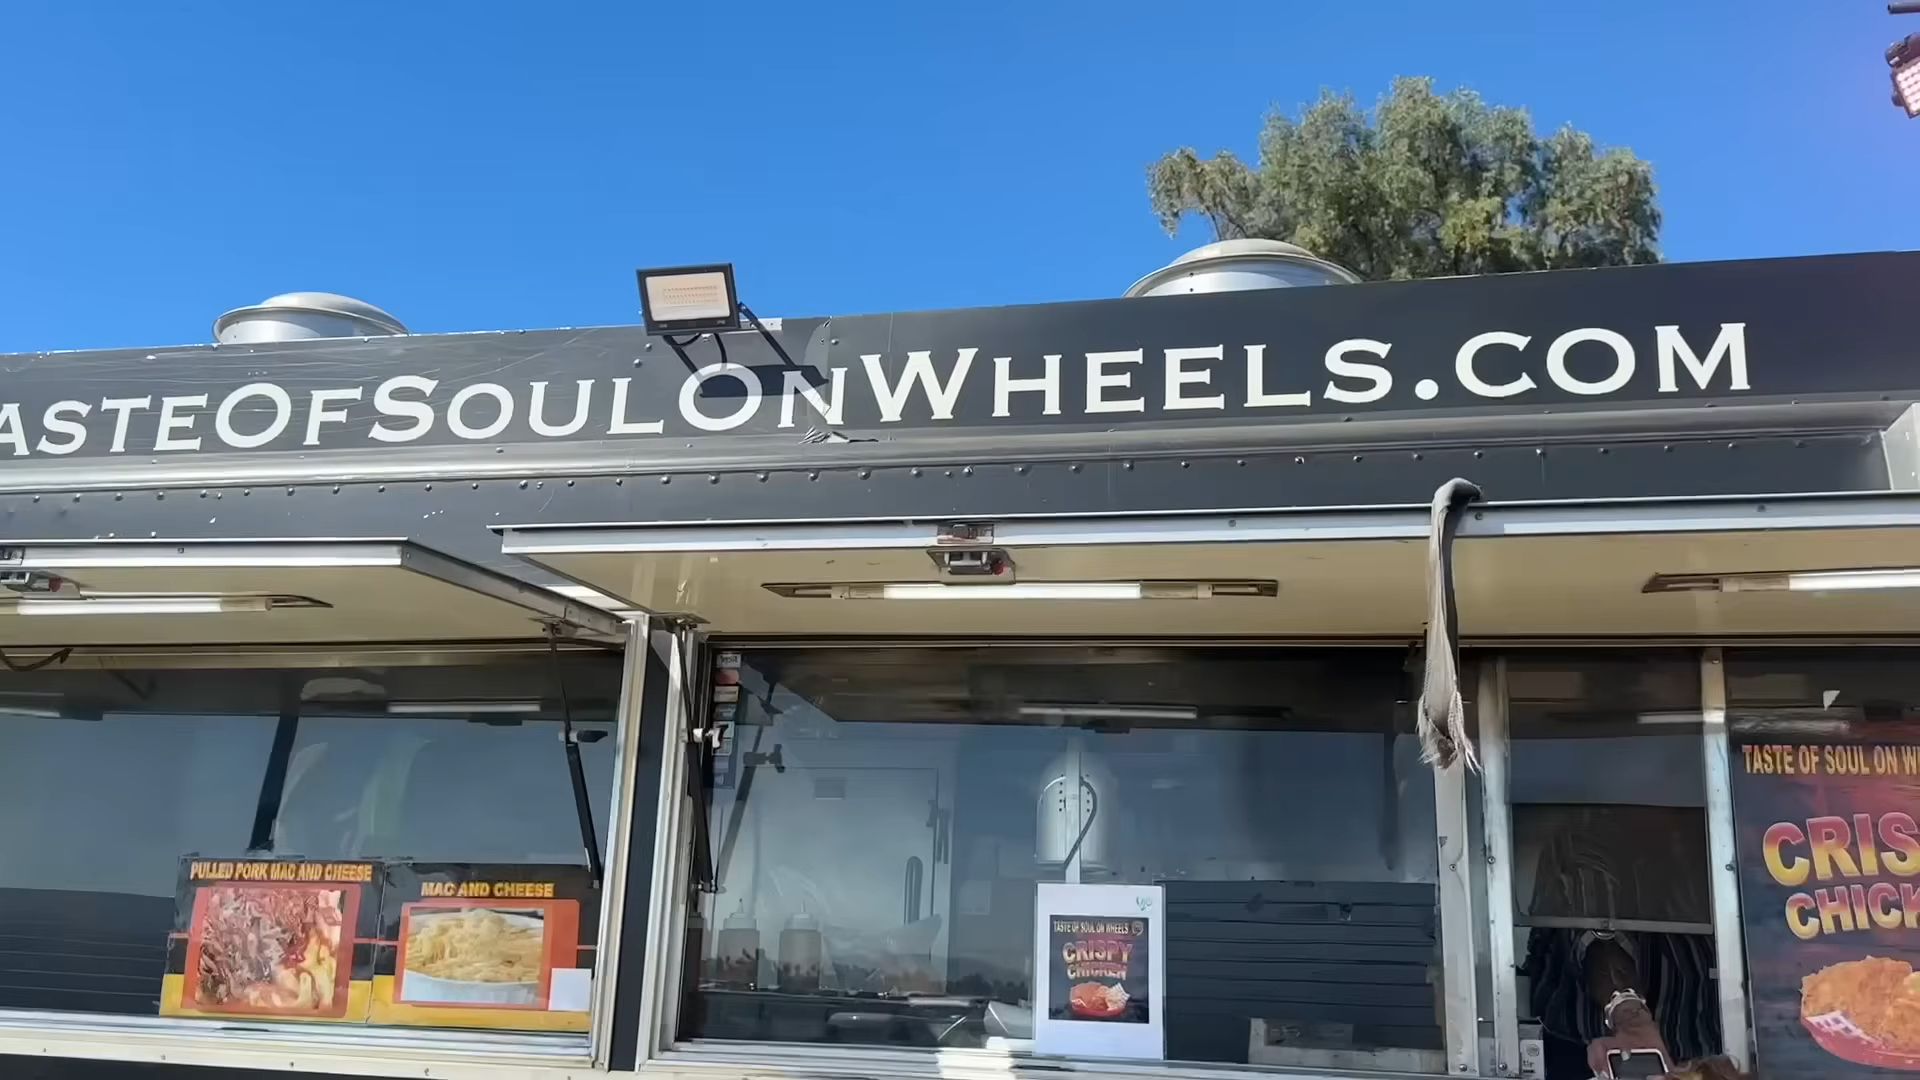 ASTEOFSOULONWHEELS.COM
PULLED PORK MAC AND CHEESE
MAC AND CHEESE
TASTE OF SOUL ON WHEELS
CRISPY
CHICKEN
TASTE OF SOUL ON W
CRIS
CHICK